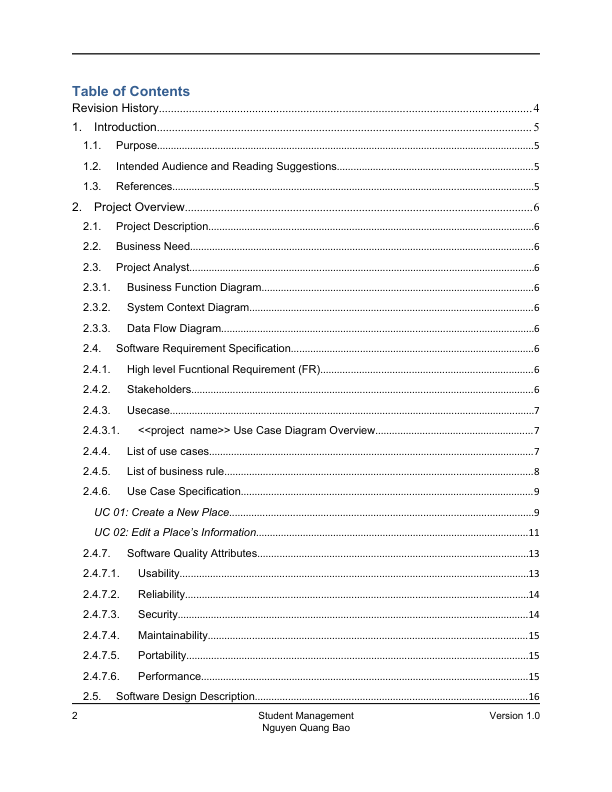 Table of Contents
Revision History 4
1. Introduction 5
1.1. Purpose 5
1.2. Intended Audience and Reading Suggestions 5
1.3. References 5
2. Project Overview 6
2.1. Project Description 6
2.2. Business Need 6
2.3. Project Analyst 6
2.3.1. Business Function Diagram 6
2.3.2. System Context Diagram 6
2.3.3. Data Flow Diagram 6
2.4. Software Requirement Specification 6
2.4.1. High level Fucntional Requirement (FR) 6
2.4.2. Stakeholders 6
2.4.3. Usecase 7
2.4.3.1. <<project name>> Use Case Diagram Overview 7
2.4.4. List of use cases 7
2.4.5. List of business rule 8
2.4.6. Use Case Specification 9
UC 01: Create a New Place 9
UC 02: Edit a Place’s Information 11
2.4.7. Software Quality Attributes 13
2.4.7.1. Usability 13
2.4.7.2. Reliability 14
2.4.7.3. Security 14
2.4.7.4. Maintainability 15
2.4.7.5. Portability 15
2.4.7.6. Performance 15
2.5. Software Design Description 16
2 Student Management Version 1.0
Nguyen Quang Bao